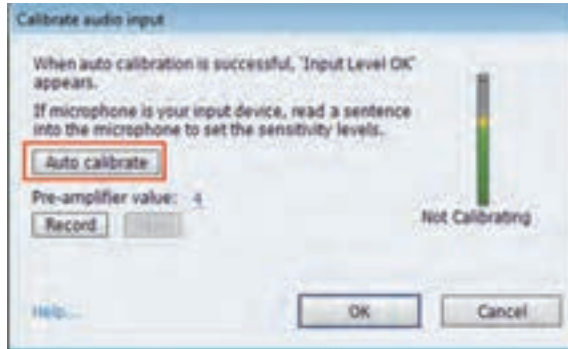 Calibrate audio input
When auto calibration is successful, 'Input Level OK'
appears.
If microphone is your input device, read a sentence
into the microphone to set the sensitivity levels.
Auto calibrate
Pre-amplifier value: 4
Record
Not Calibrating
Help...
OK
Cancel